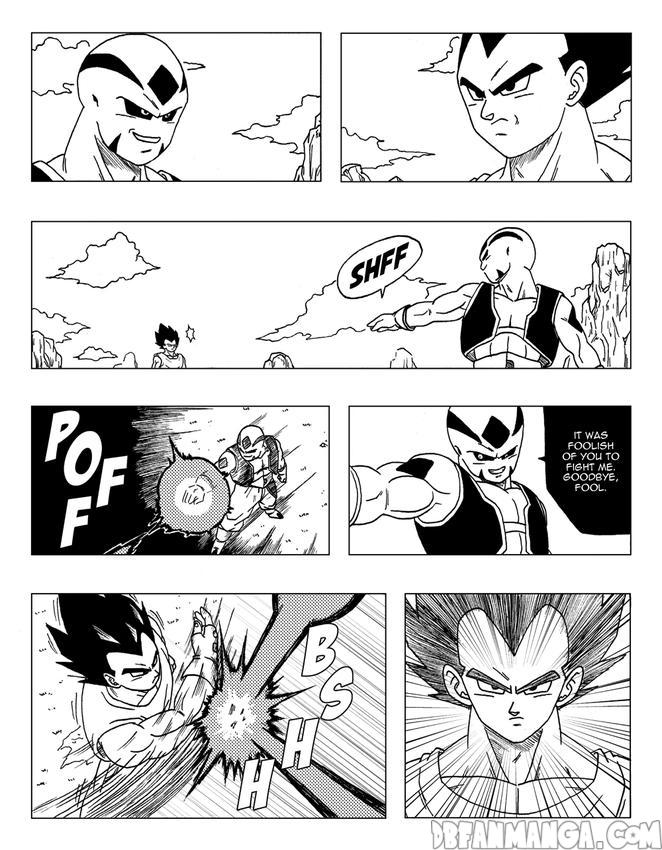 SHFF
POFF
IT WAS
FOOLISH
OF YOU TO
FIGHT ME.
GOODBYE,
FOOL.
BSHH
DBFANMANGA.COM